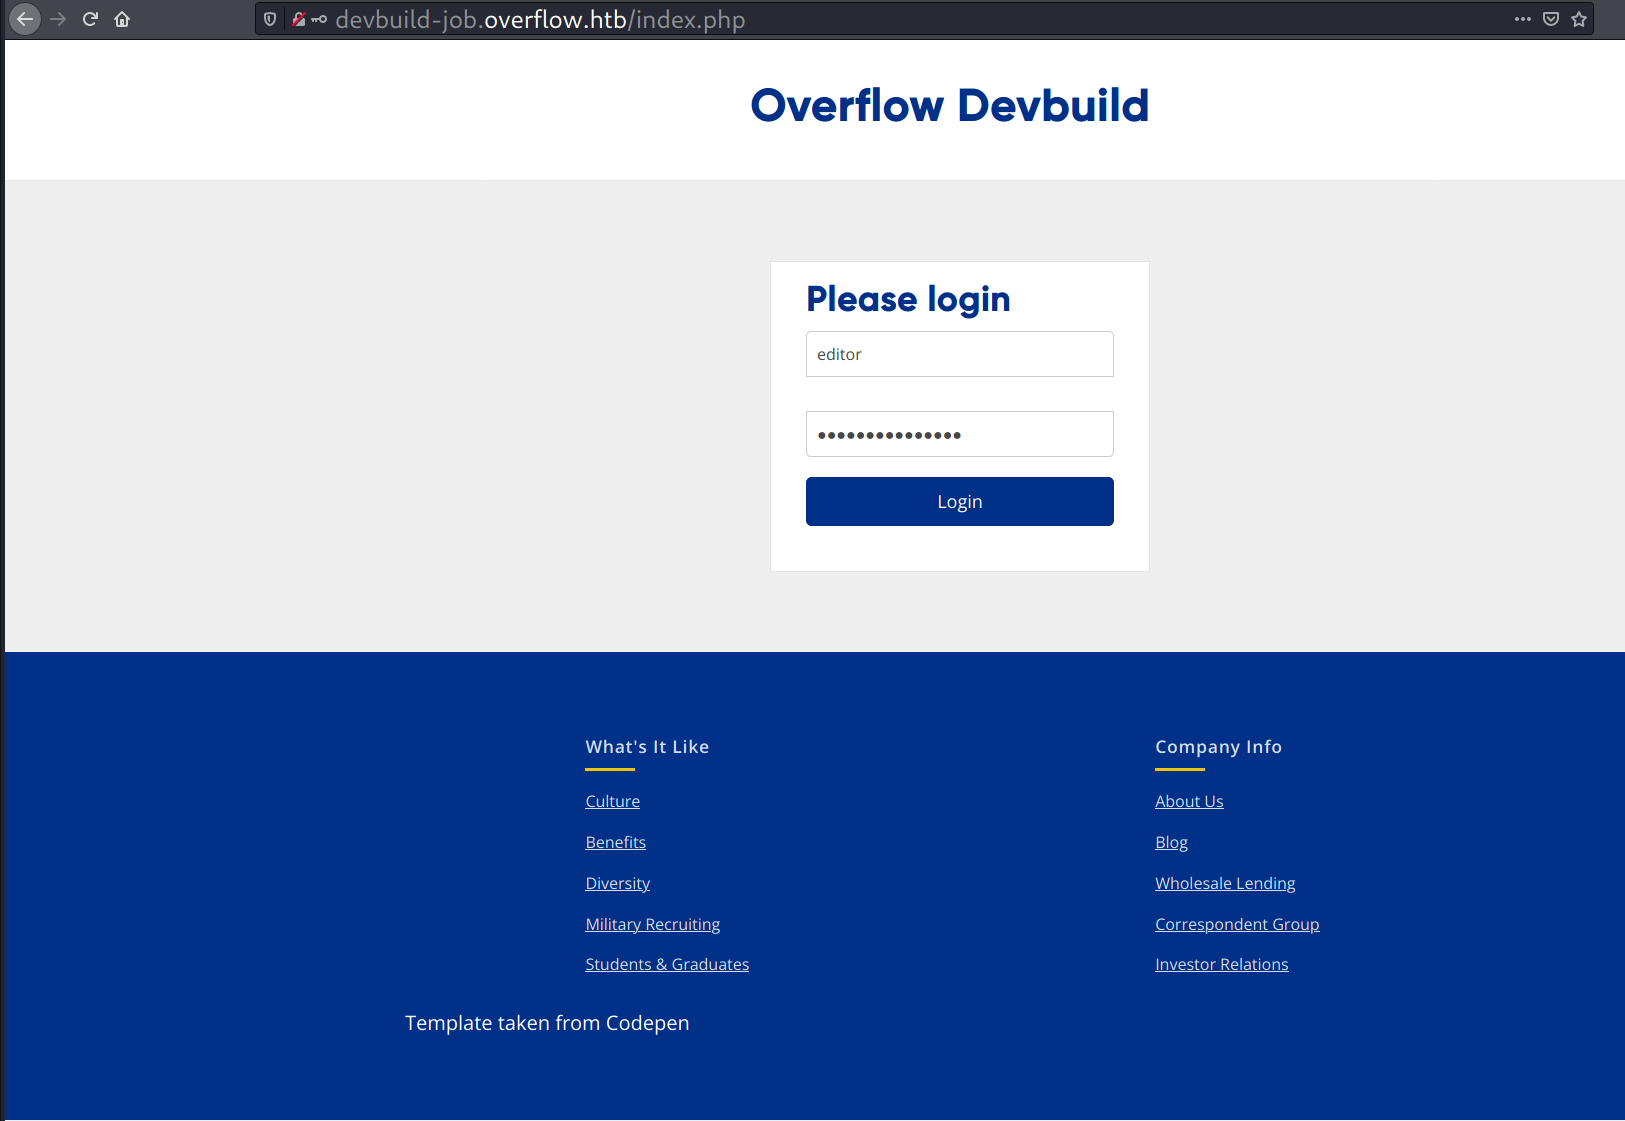 devbuild-job.overflow.htb/index.php
Overflow Devbuild
Please login
editor
•••••••••••••••
Login
What's It Like
Culture
Benefits
Diversity
Military Recruiting
Students & Graduates
Company Info
About Us
Blog
Wholesale Lending
Correspondent Group
Investor Relations
Template taken from Codepen